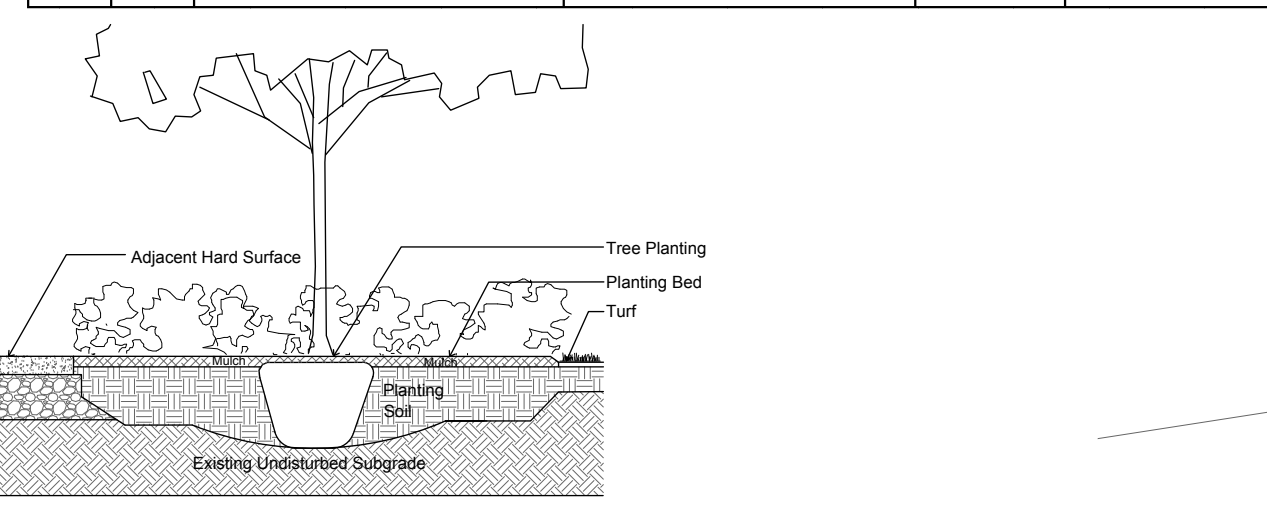 Adjacent Hard Surface
Tree Planting
Planting Bed
Turf
Mulch
Mulch
Planting
Soil
Existing Undisturbed Subgrade